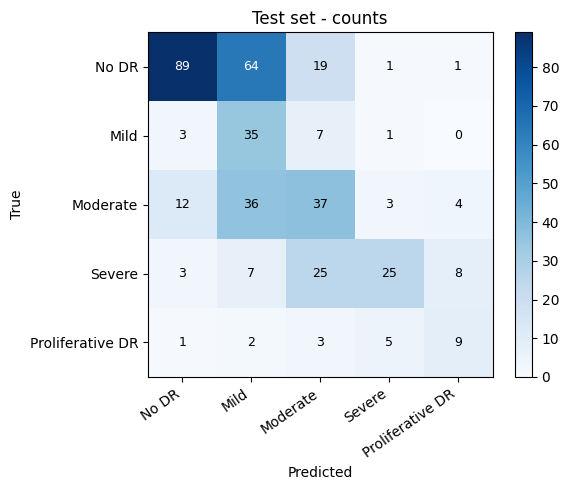 Test set - counts
No DR 89 64 19 1 1
Mild 3 35 7 1 0
Moderate 12 36 37 3 4
Severe 3 7 25 25 8
Proliferative DR 1 2 3 5 9
True
No DR Mild Moderate Severe Proliferative DR
Predicted
80
70
60
50
40
30
20
10
0